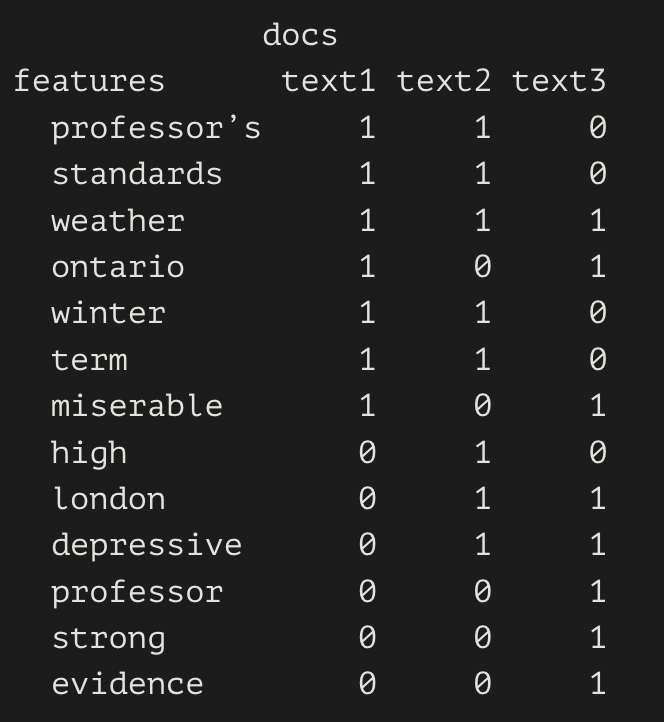 docs
features text1 text2 text3
professor’s 1 1 0
standards 1 1 0
weather 1 1 1
ontario 1 0 1
winter 1 1 0
term 1 1 0
miserable 1 0 1
high 0 1 0
london 0 1 1
depressive 0 1 1
professor 0 0 1
strong 0 0 1
evidence 0 0 1